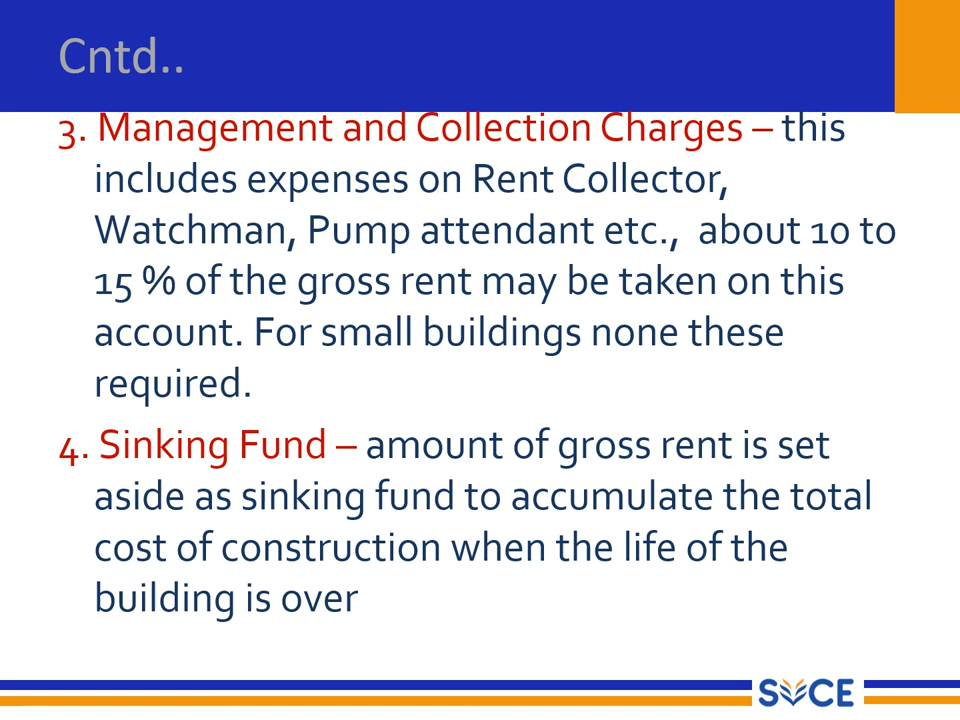 Cntd..
3. Management and Collection Charges – this
includes expenses on Rent Collector,
Watchman, Pump attendant etc.,  about 10 to
15 % of the gross rent may be taken on this
account. For small buildings none these
required.
4. Sinking Fund – amount of gross rent is set
aside as sinking fund to accumulate the total
cost of construction when the life of the
building is over
SVCE